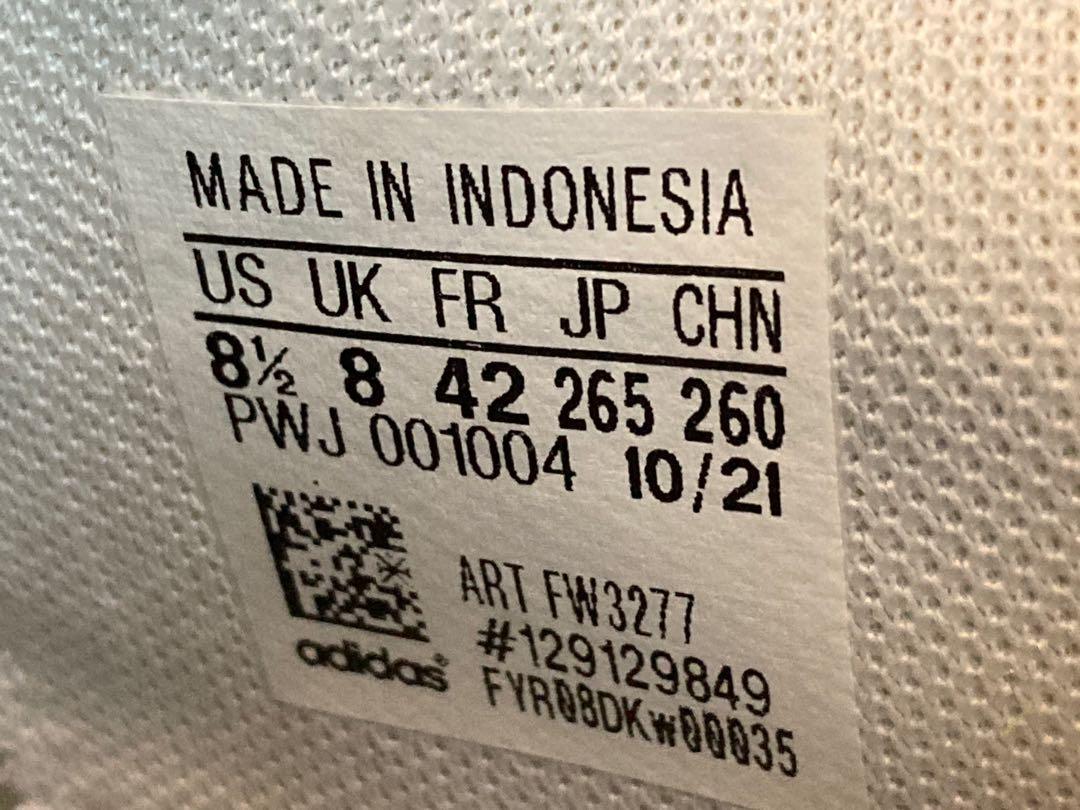 MADE IN INDONESIA
US UK FR JP CHN
8½ 8 42 265 260
PWJ 001004 10/21
ART FW3277
#129129849
adidas®
FYR08DKW00035